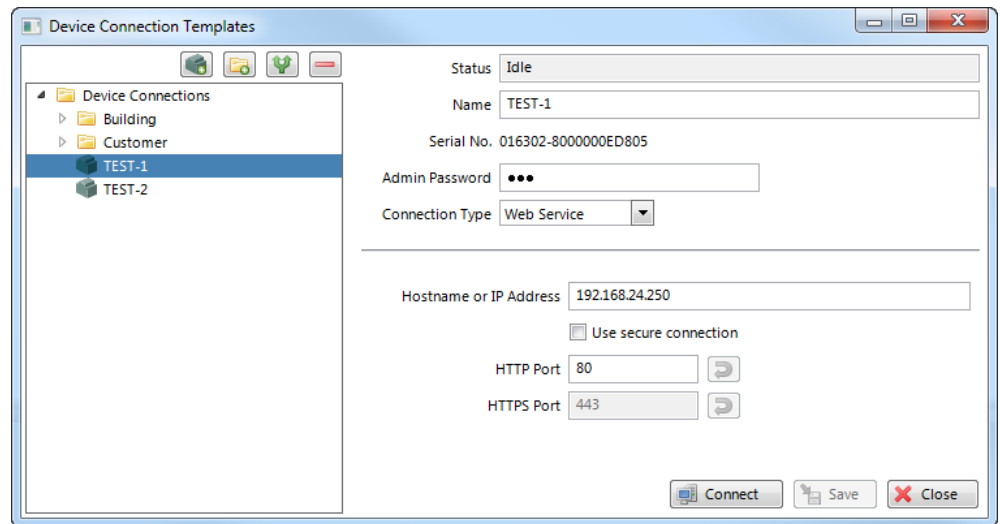 Device Connection Templates
Device Connections
Building
Customer
TEST-1
TEST-2
Status Idle
Name TEST-1
Serial No. 016302-8000000ED805
Admin Password ●●●
Connection Type Web Service
Hostname or IP Address 192.168.24.250
Use secure connection
HTTP Port 80
HTTPS Port 443
Connect Save Close